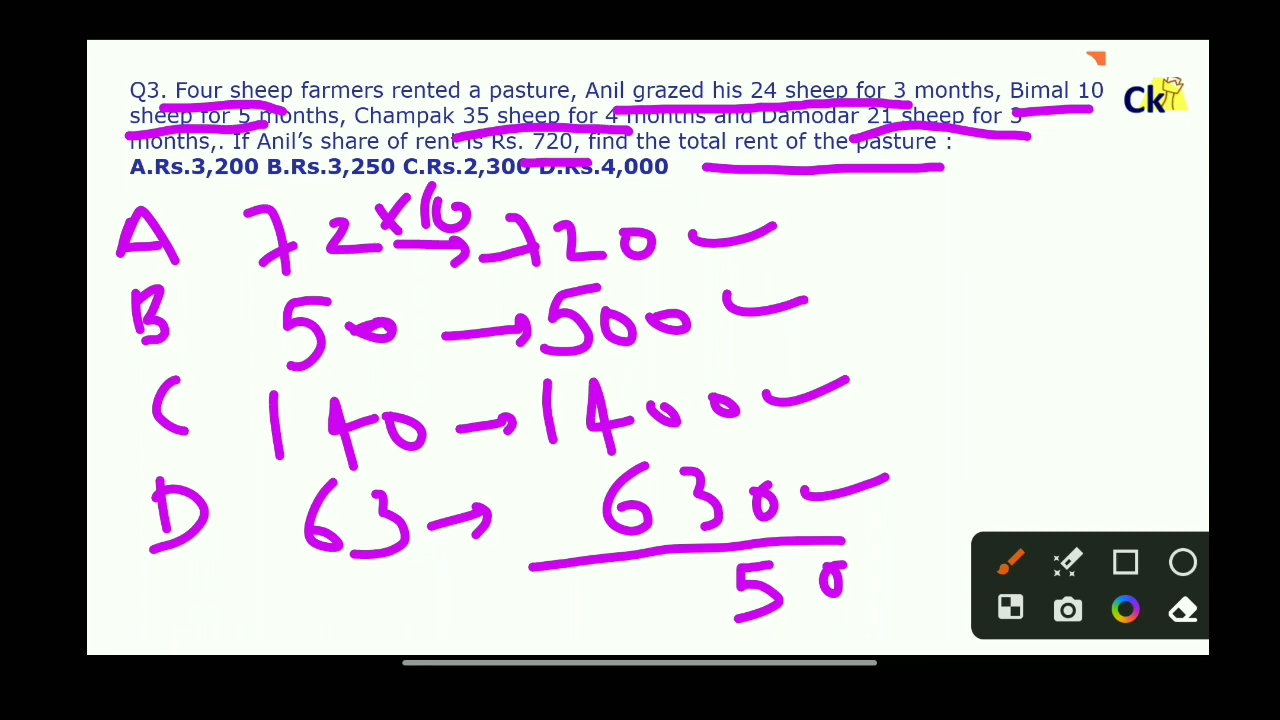 Q3. Four sheep farmers rented a pasture, Anil grazed his 24 sheep for 3 months, Bimal 10
sheep for 5 months, Champak 35 sheep for 4 months and Damodar 21 sheep for 3
months,. If Anil’s share of rent is Rs. 720, find the total rent of the pasture :
A.Rs.3,200 B.Rs.3,250 C.Rs.2,300 D.Rs.4,000
Ck
A 72 ×10 → 720
B 50 → 500
C 140 → 1400
D 63 → 630
50